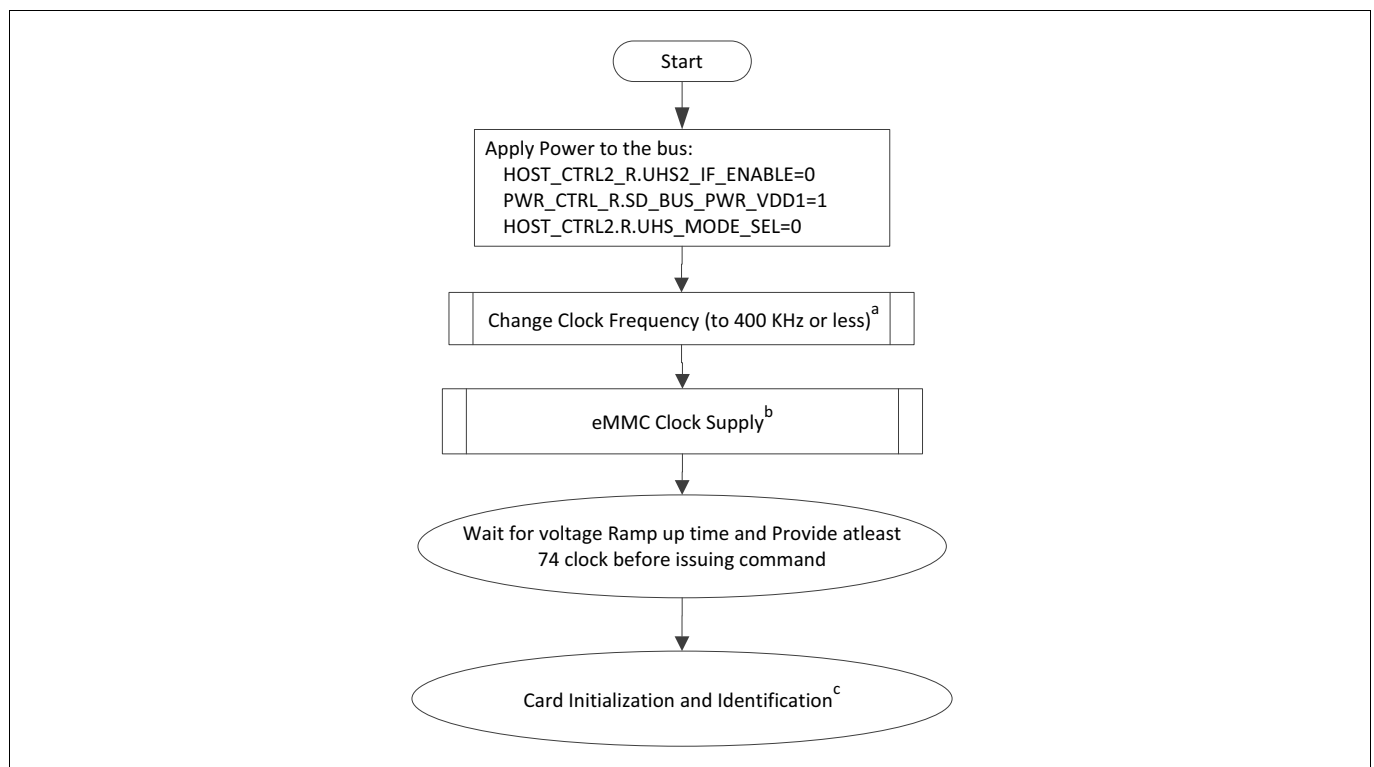 Start
Apply Power to the bus:
HOST_CTRL2_R.UHS2_IF_ENABLE=0
PWR_CTRL_R.SD_BUS_PWR_VDD1=1
HOST_CTRL2.R.UHS_MODE_SEL=0
Change Clock Frequency (to 400 KHz or less)a
eMMC Clock Supplyb
Wait for voltage Ramp up time and Provide atleast
74 clock before issuing command
Card Initialization and Identificationc